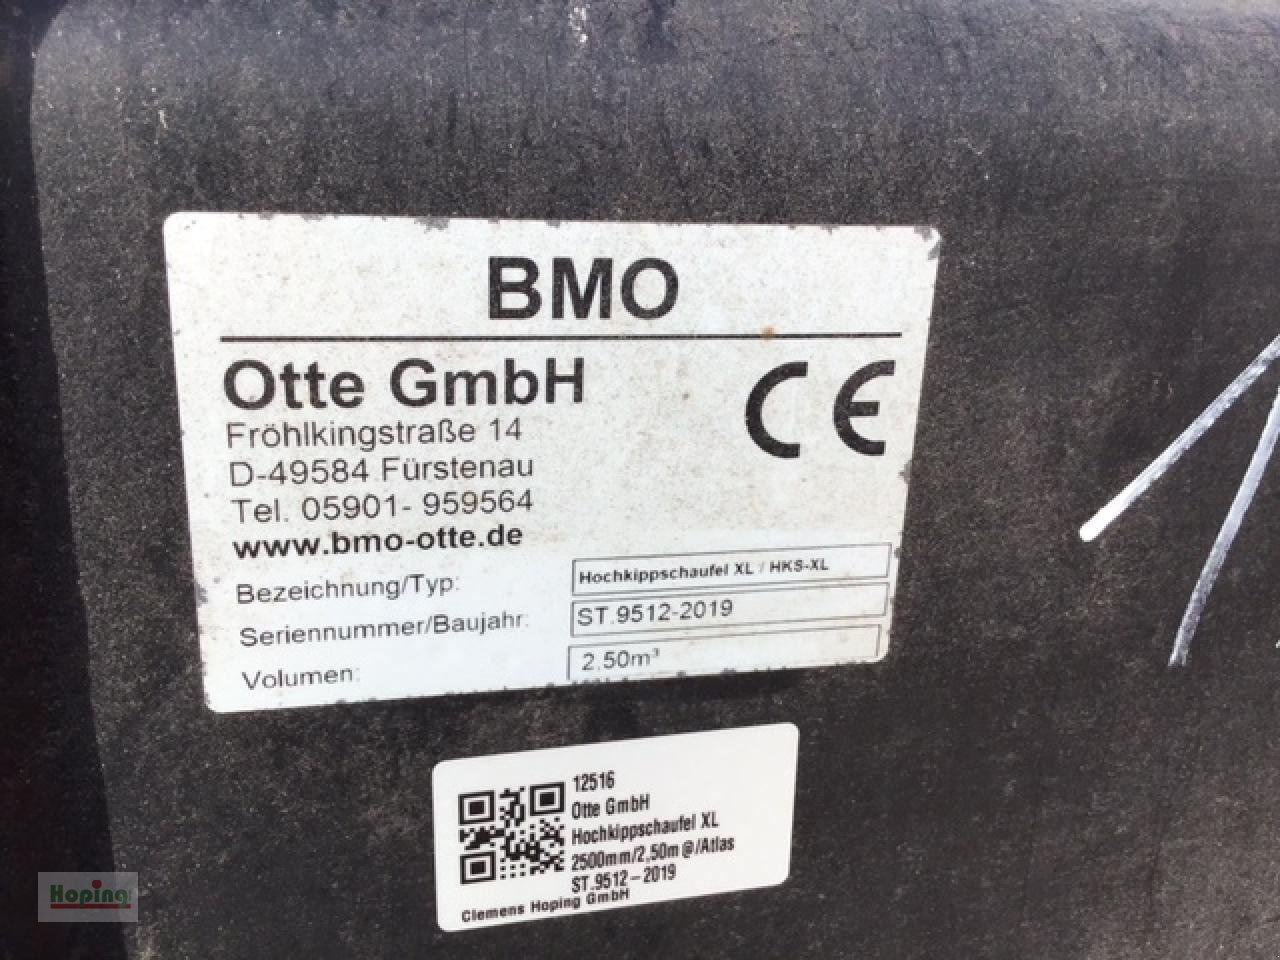 BMO
Otte GmbH
CE
Fröhlkingstraße 14
D-49584 Fürstenau
Tel. 05901- 959564
www.bmo-otte.de
Bezeichnung/Typ: Hochkippschaufel XL / HKS-XL
Seriennummer/Baujahr: ST.9512-2019
Volumen: 2,50m³
12516
Otte GmbH
Hochkippschaufel XL
2500mm/2,50m@/Atlas
ST.9512-2019
Clemens Hoping GmbH
Hoping